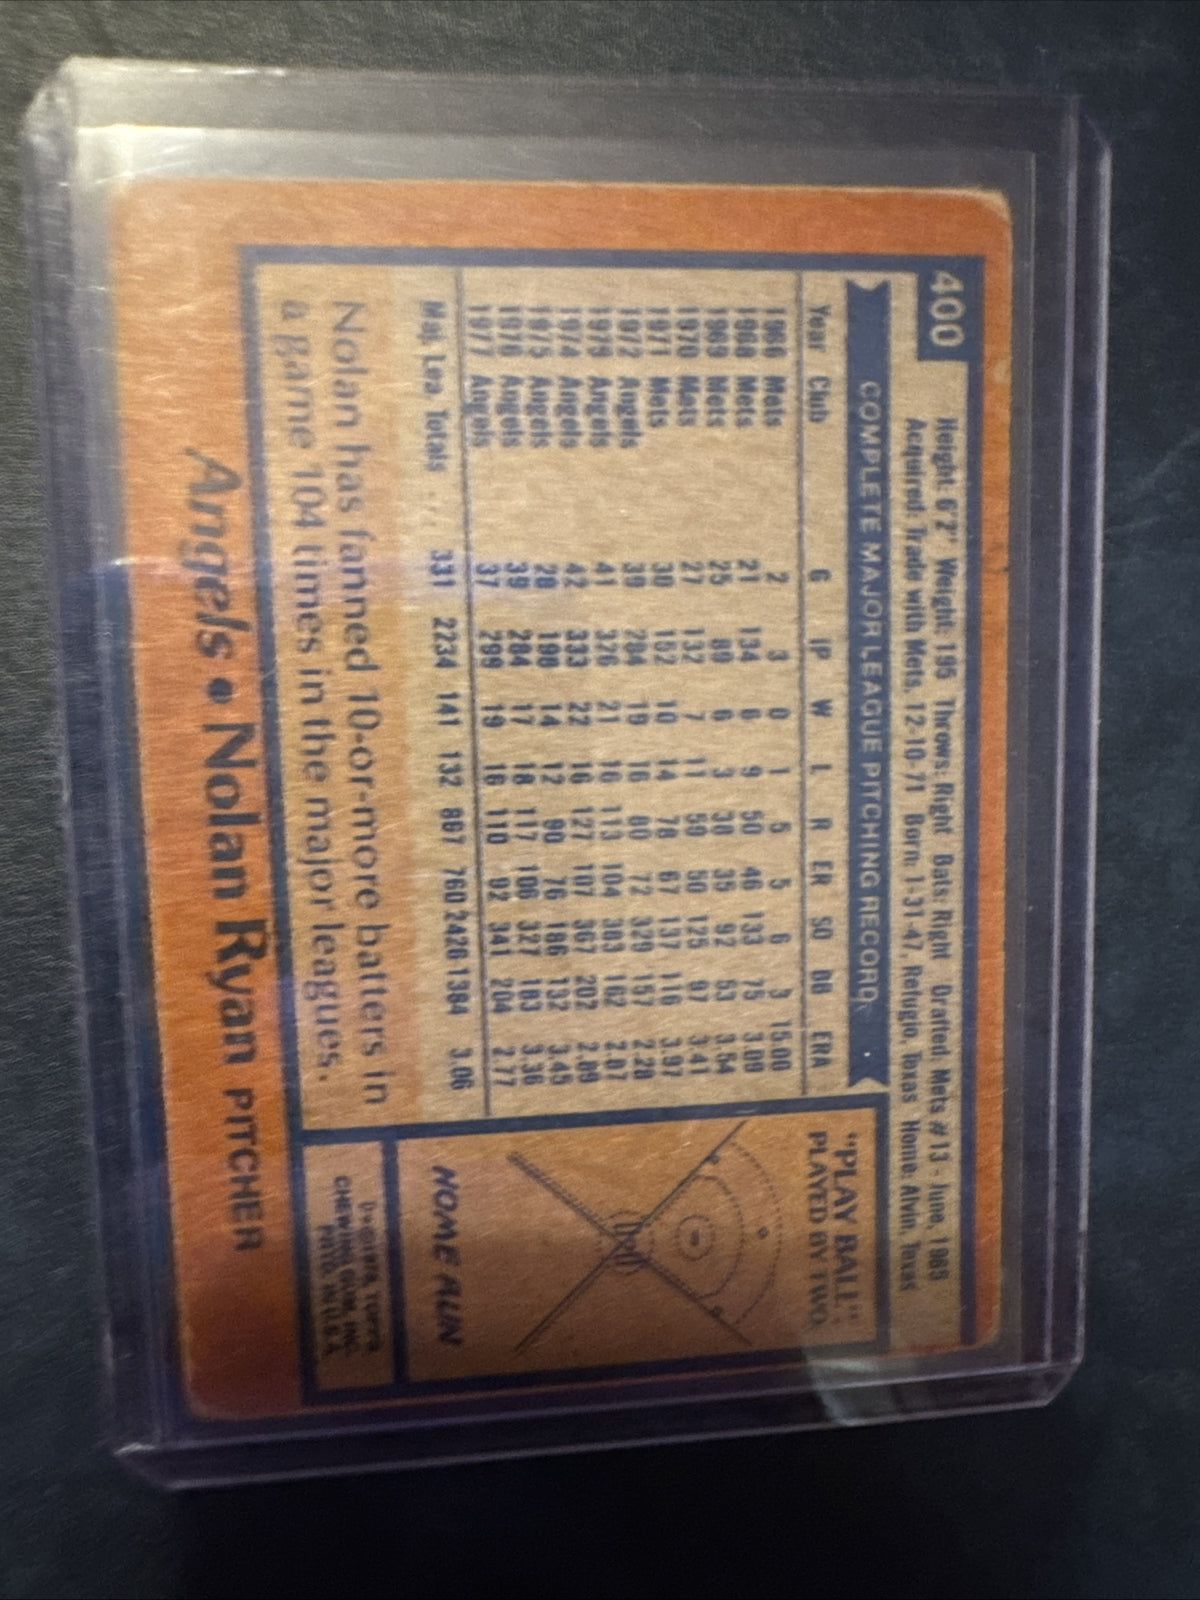 400
Height: 6'2" Weight: 195 Throws: Right Bats: Right Drafted: Mets #13 - June, 1965
Acquired: Trade with Mets, 12-10-71 Born: 1-31-47, Refugio, Texas Home: Alvin, Texas
COMPLETE MAJOR LEAGUE PITCHING RECORD
Year Club G IP W L R ER SO BB ERA
1966 Mets 2 3 0 1 5 5 6 3 15.00
1968 Mets 21 134 6 9 50 46 133 75 3.09
1969 Mets 25 89 6 3 38 35 92 53 3.54
1970 Mets 27 132 7 11 59 50 125 97 3.41
1971 Mets 30 152 10 14 78 67 137 116 3.97
1972 Angels 39 284 19 16 80 72 329 157 2.28
1973 Angels 41 326 21 16 113 104 383 162 2.87
1974 Angels 42 333 22 16 127 107 367 202 2.89
1975 Angels 28 198 14 12 90 76 186 132 3.45
1976 Angels 39 284 17 18 117 106 327 183 3.36
1977 Angels 37 299 19 16 110 92 341 204 2.77
Maj. Lea. Totals ... 331 2234 141 132 867 760 2426 1384 3.06
Nolan has fanned 10-or-more batters in
a game 104 times in the major leagues.
"PLAY BALL"
PLAYED BY TWO
HOME RUN
CHEWING GUM, INC.
PRTD. IN U.S.A.
Angels • Nolan Ryan PITCHER